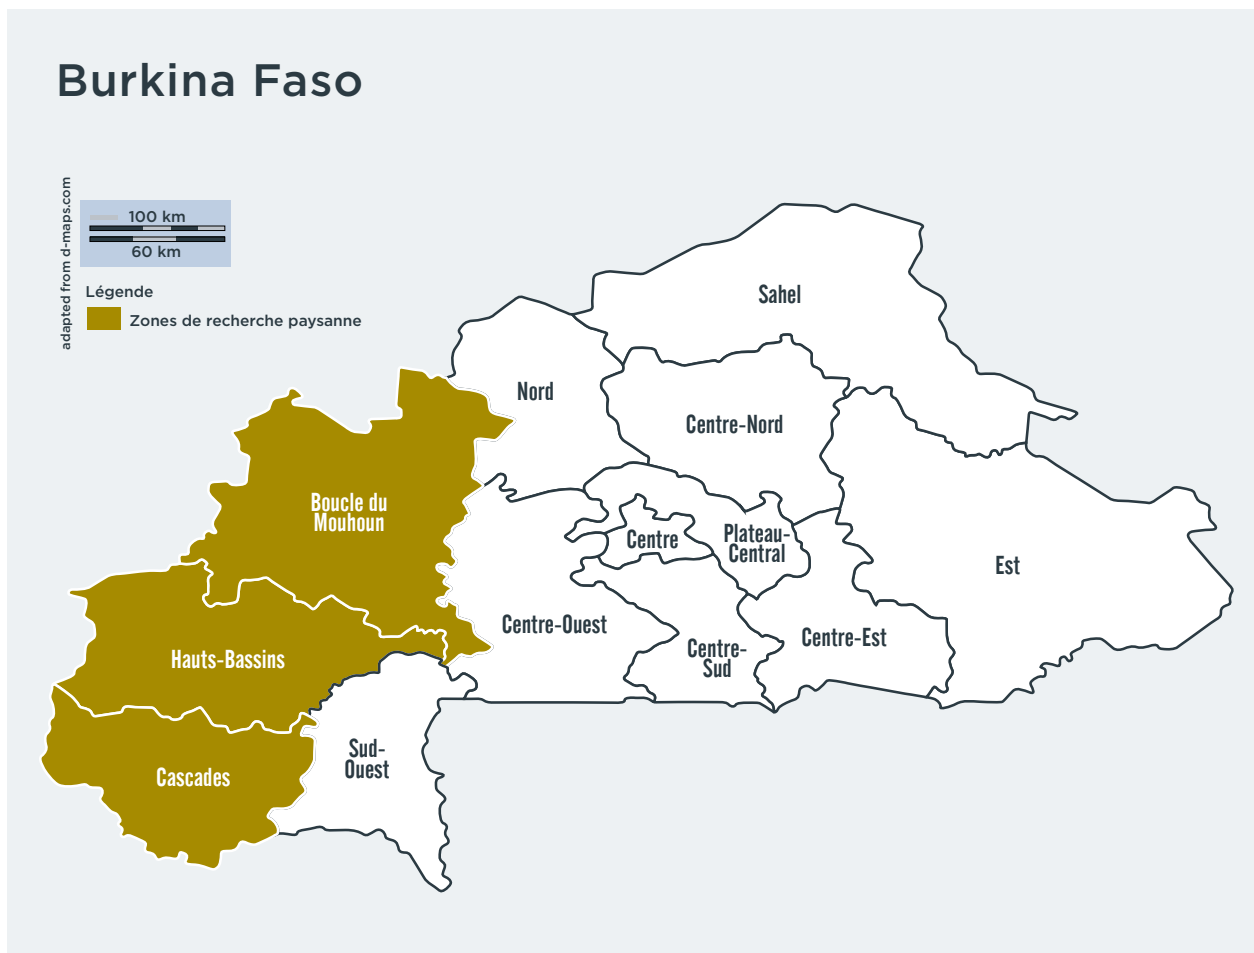 Burkina Faso
adapted from d-maps.com
100 km
60 km
Légende
Zones de recherche paysanne
Sahel
Nord
Centre-Nord
Boucle du
Mouhoun
Centre
Plateau-
Central
Est
Centre-Ouest
Centre-
Sud
Centre-Est
Hauts-Bassins
Sud-
Ouest
Cascades